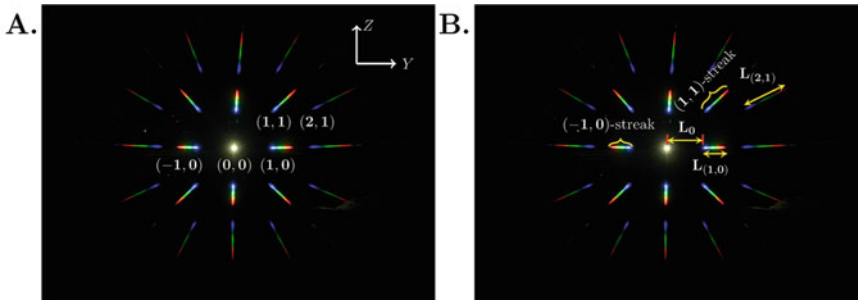 A.
Z
Y
(1, 1) (2, 1)
(−1, 0) (0, 0) (1, 0)
B.
(1, 1)-streak
L(2,1)
(−1, 0)-streak
L0
L(1,0)